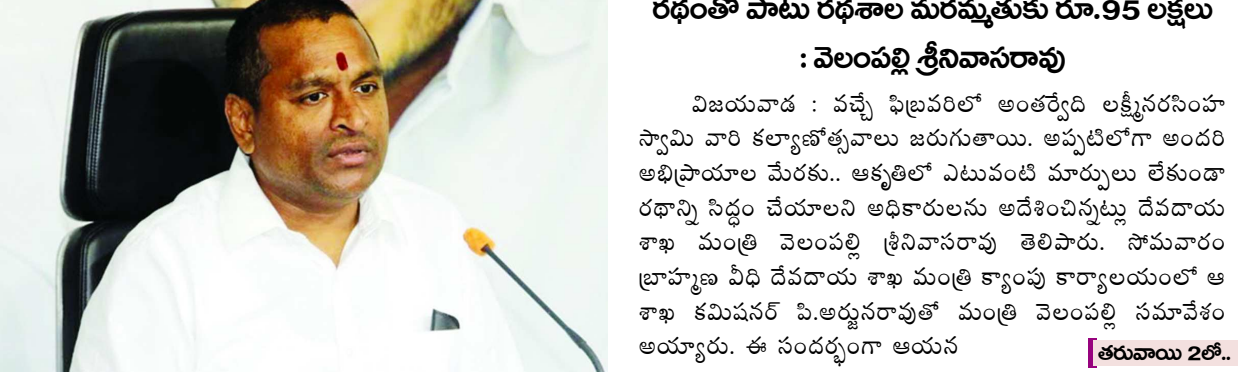 రథంతో పాటు రథశాల మరమ్మతుకు రూ.95 లక్షలు
: వెలంపల్లి శ్రీనివాసరావు
విజయవాడ : వచ్చే ఫిబ్రవరిలో అంతర్వేది లక్ష్మీనరసింహ
స్వామి వారి కల్యాణోత్సవాలు జరుగుతాయి. అప్పటిలోగా అందరి
అభిప్రాయాల మేరకు.. ఆకృతిలో ఎటువంటి మార్పులు లేకుండా
రథాన్ని సిద్ధం చేయాలని అధికారులను అదేశించిన్నట్లు దేవదాయ
శాఖ మంత్రి వెలంపల్లి శ్రీనివాసరావు తెలిపారు. సోమవారం
బ్రాహ్మణ వీధి దేవదాయ శాఖ మంత్రి క్యాంపు కార్యాలయంలో ఆ
శాఖ కమిషనర్ పి.అర్జునరావుతో మంత్రి వెలంపల్లి సమావేశం
అయ్యారు. ఈ సందర్భంగా ఆయన
తరువాయి 2లో..